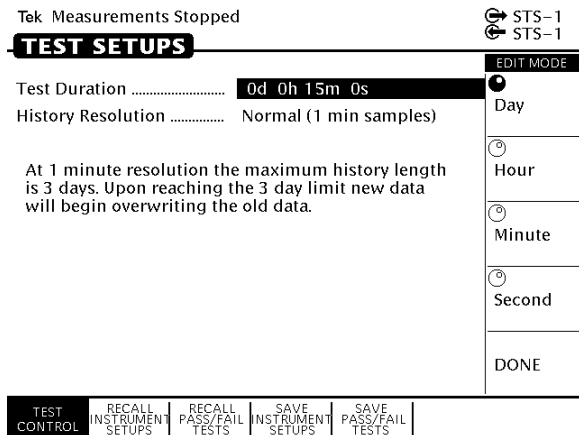 Tek Measurements Stopped
STS–1
STS–1
TEST SETUPS
EDIT MODE
Test Duration .......................... 0d 0h 15m 0s
History Resolution ............... Normal (1 min samples)
At 1 minute resolution the maximum history length
is 3 days. Upon reaching the 3 day limit new data
will begin overwriting the old data.
Day
Hour
Minute
Second
DONE
TEST
CONTROL
RECALL
INSTRUMENT
SETUPS
RECALL
PASS/FAIL
TESTS
SAVE
INSTRUMENT
SETUPS
SAVE
PASS/FAIL
TESTS